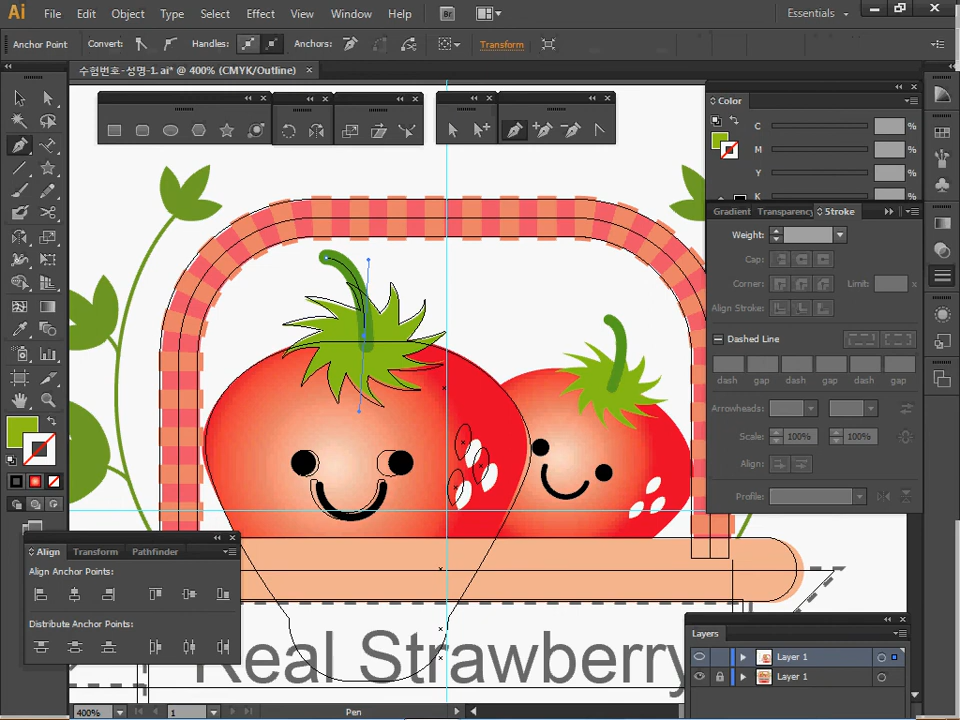 Ai File Edit Object Type Select Effect View Window Help Br Essentials
Anchor Point Convert: Handles: Anchors: Transform
수험번호-성명-1.ai* @ 400% (CMYK/Outline)
Color
C %
M %
Y %
K %
Gradient Transparency Stroke
Weight:
Cap:
Corner: Limit: x
Align Stroke:
Dashed Line
dash gap dash gap dash gap
Arrowheads:
Scale: 100% 100%
Align:
Profile:
Align Transform Pathfinder
Align Anchor Points:
Distribute Anchor Points:
Real Strawberry
Layers
Layer 1
Layer 1
400% 1 Pen